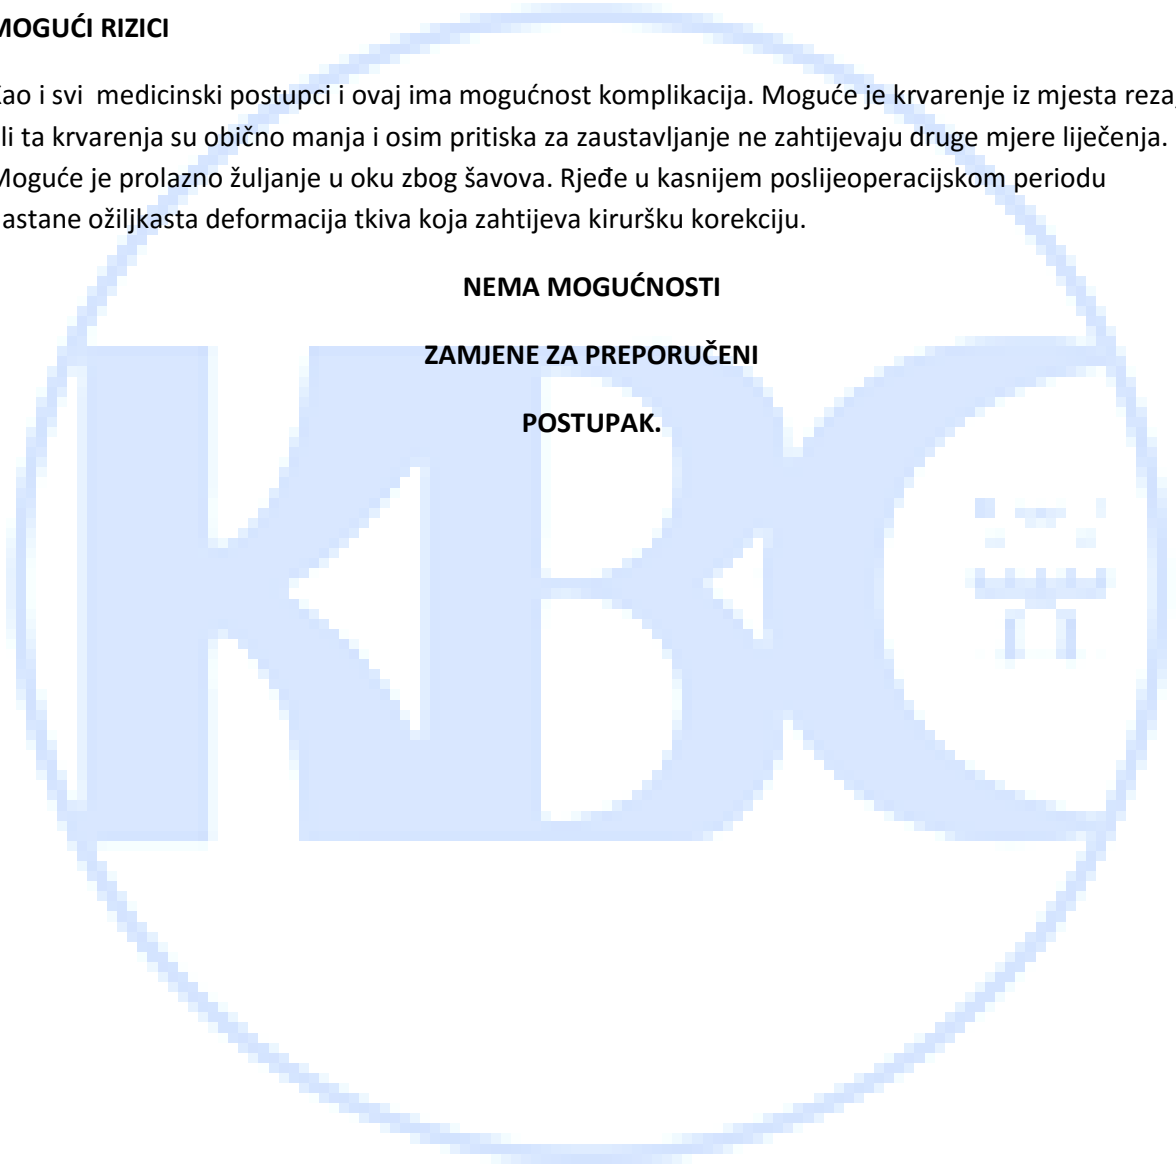 MOGUĆI RIZICI
Kao i svi medicinski postupci i ovaj ima mogućnost komplikacija. Moguće je krvarenje iz mjesta reza,
li ta krvarenja su obično manja i osim pritiska za zaustavljanje ne zahtijevaju druge mjere liječenja.
Moguće je prolazno žuljanje u oku zbog šavova. Rjeđe u kasnijem poslijeoperacijskom periodu
astane ožiljkasta deformacija tkiva koja zahtijeva kiruršku korekciju.
NEMA MOGUĆNOSTI
ZAMJENE ZA PREPORUČENI
POSTUPAK.
KBC